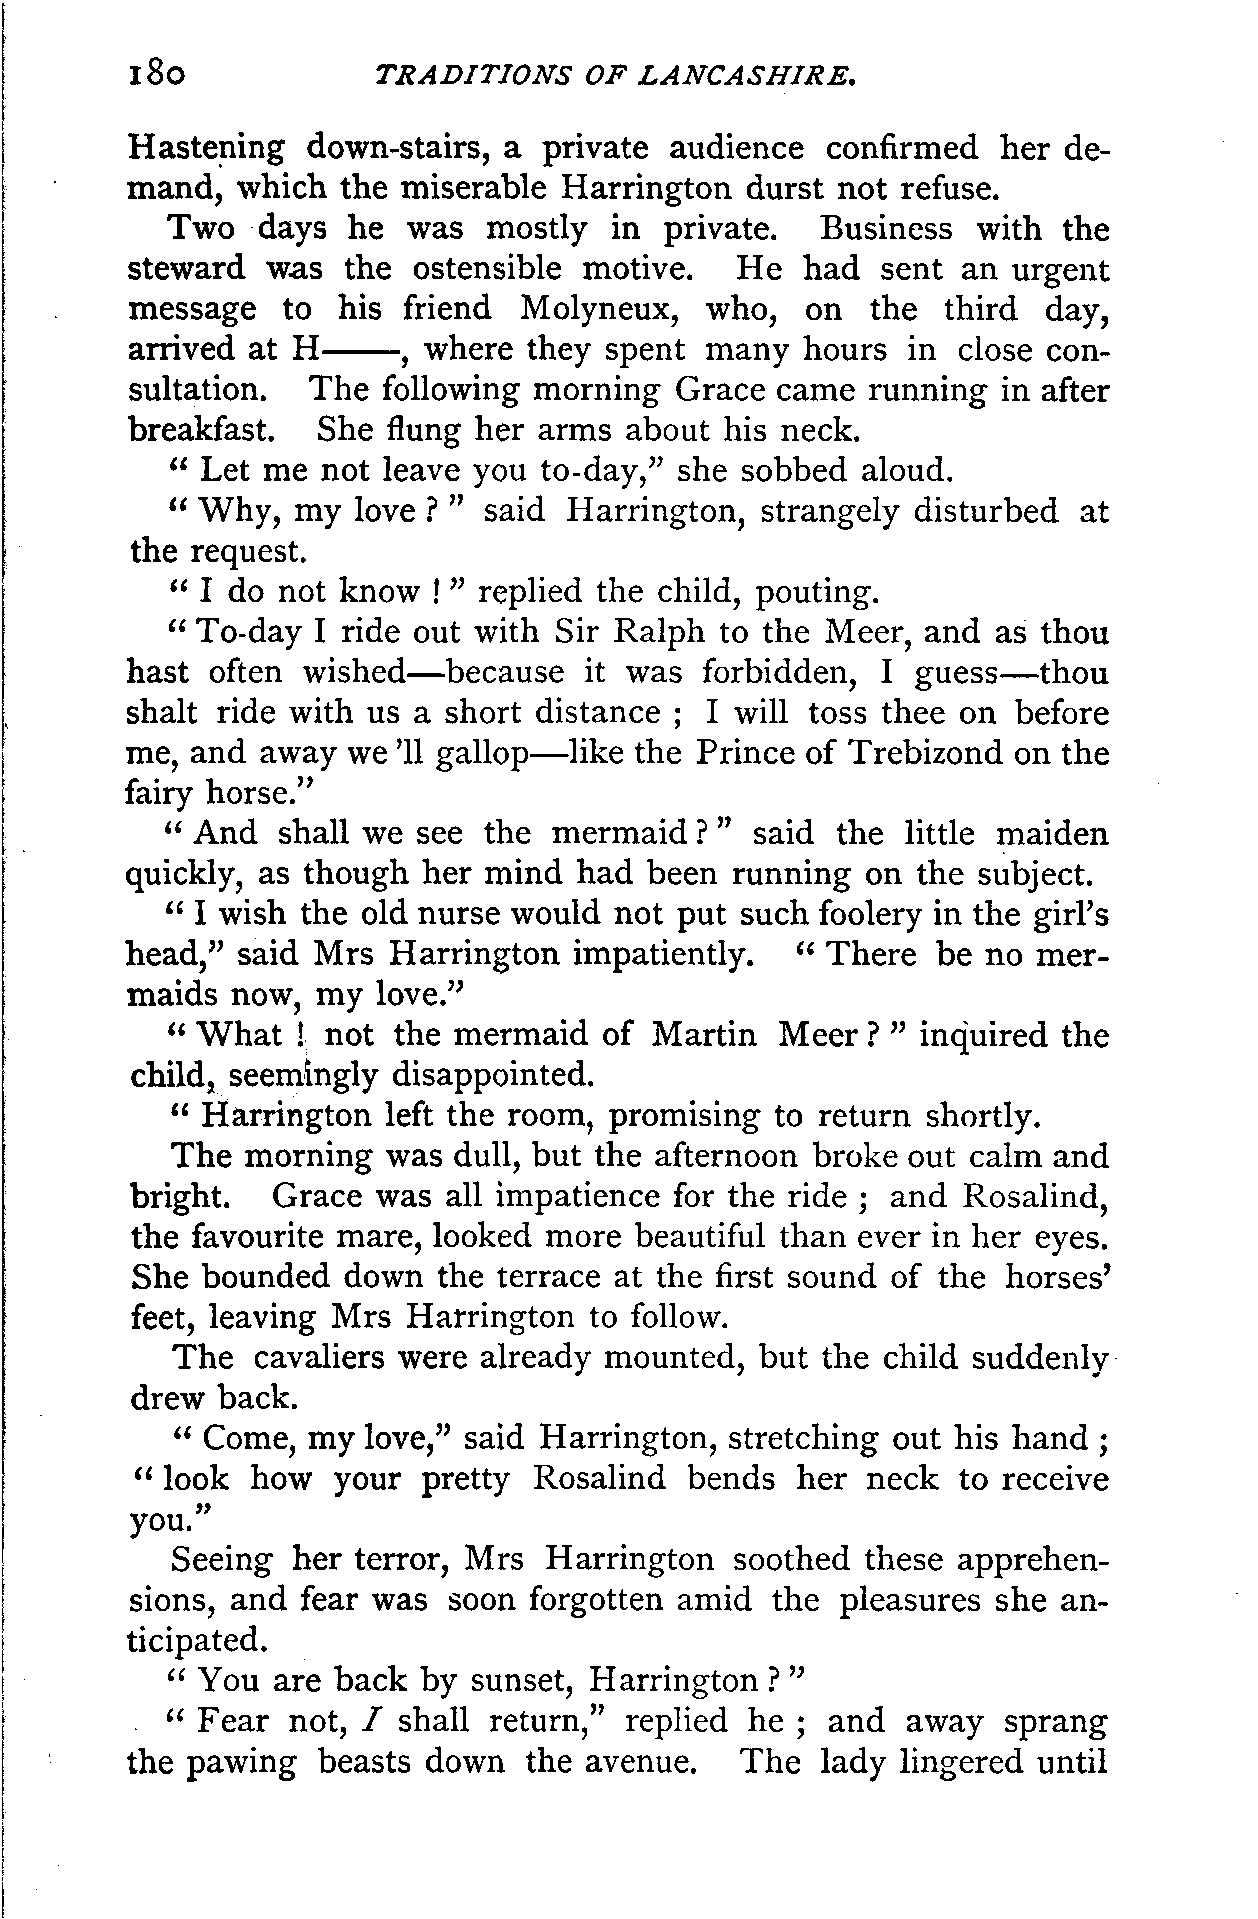 180 TRADITIONS OF LANCASHIRE.
Hastening down-stairs, a private audience confirmed her de-
mand, which the miserable Harrington durst not refuse.
Two days he was mostly in private. Business with the
steward was the ostensible motive. He had sent an urgent
message to his friend Molyneux, who, on the third day,
arrived at H——, where they spent many hours in close con-
sultation. The following morning Grace came running in after
breakfast. She flung her arms about his neck.
“ Let me not leave you to-day,” she sobbed aloud.
“ Why, my love ? ” said Harrington, strangely disturbed at
the request.
“ I do not know ! ” replied the child, pouting.
“ To-day I ride out with Sir Ralph to the Meer, and as thou
hast often wished—because it was forbidden, I guess—thou
shalt ride with us a short distance ; I will toss thee on before
me, and away we ’ll gallop—like the Prince of Trebizond on the
fairy horse.”
“ And shall we see the mermaid ? ” said the little maiden
quickly, as though her mind had been running on the subject.
“ I wish the old nurse would not put such foolery in the girl’s
head,” said Mrs Harrington impatiently. “ There be no mer-
maids now, my love.”
“ What ! not the mermaid of Martin Meer ? ” inquired the
child, seemingly disappointed.
“ Harrington left the room, promising to return shortly.
The morning was dull, but the afternoon broke out calm and
bright. Grace was all impatience for the ride ; and Rosalind,
the favourite mare, looked more beautiful than ever in her eyes.
She bounded down the terrace at the first sound of the horses’
feet, leaving Mrs Harrington to follow.
The cavaliers were already mounted, but the child suddenly
drew back.
“ Come, my love,” said Harrington, stretching out his hand ;
“ look how your pretty Rosalind bends her neck to receive
you.”
Seeing her terror, Mrs Harrington soothed these apprehen-
sions, and fear was soon forgotten amid the pleasures she an-
ticipated.
“ You are back by sunset, Harrington ? ”
“ Fear not, I shall return,” replied he ; and away sprang
the pawing beasts down the avenue. The lady lingered until